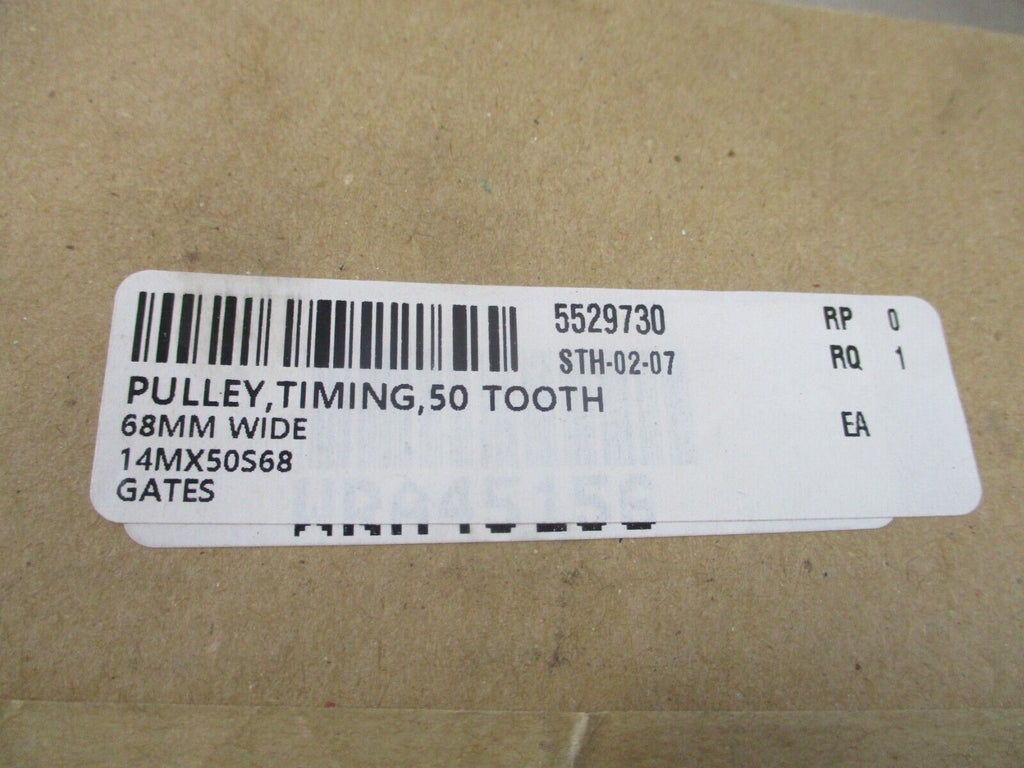 5529730 RP 0
STH-02-07 RQ 1
PULLEY,TIMING,50 TOOTH
68MM WIDE EA
14MX50S68
GATES